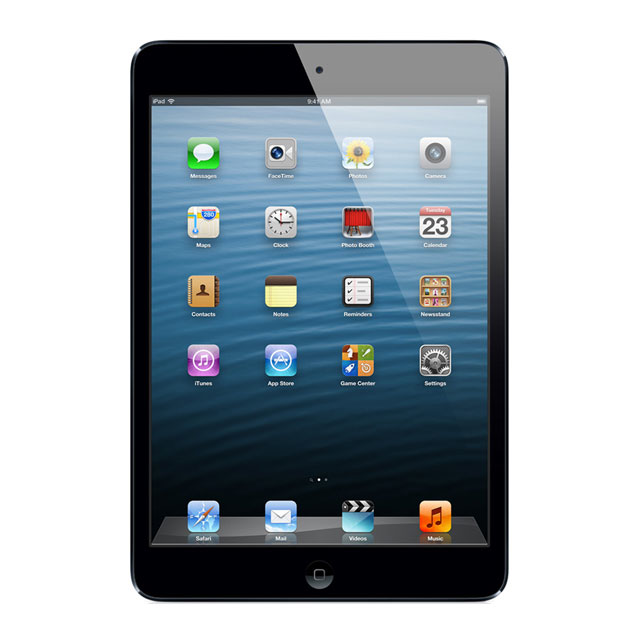 iPad 9:41 AM
Messages FaceTime Photos Camera
280
Tuesday
23
Maps Clock Photo Booth Calendar
Contacts Notes Reminders Newsstand
iTunes App Store Game Center Settings
Safari Mail Videos Music